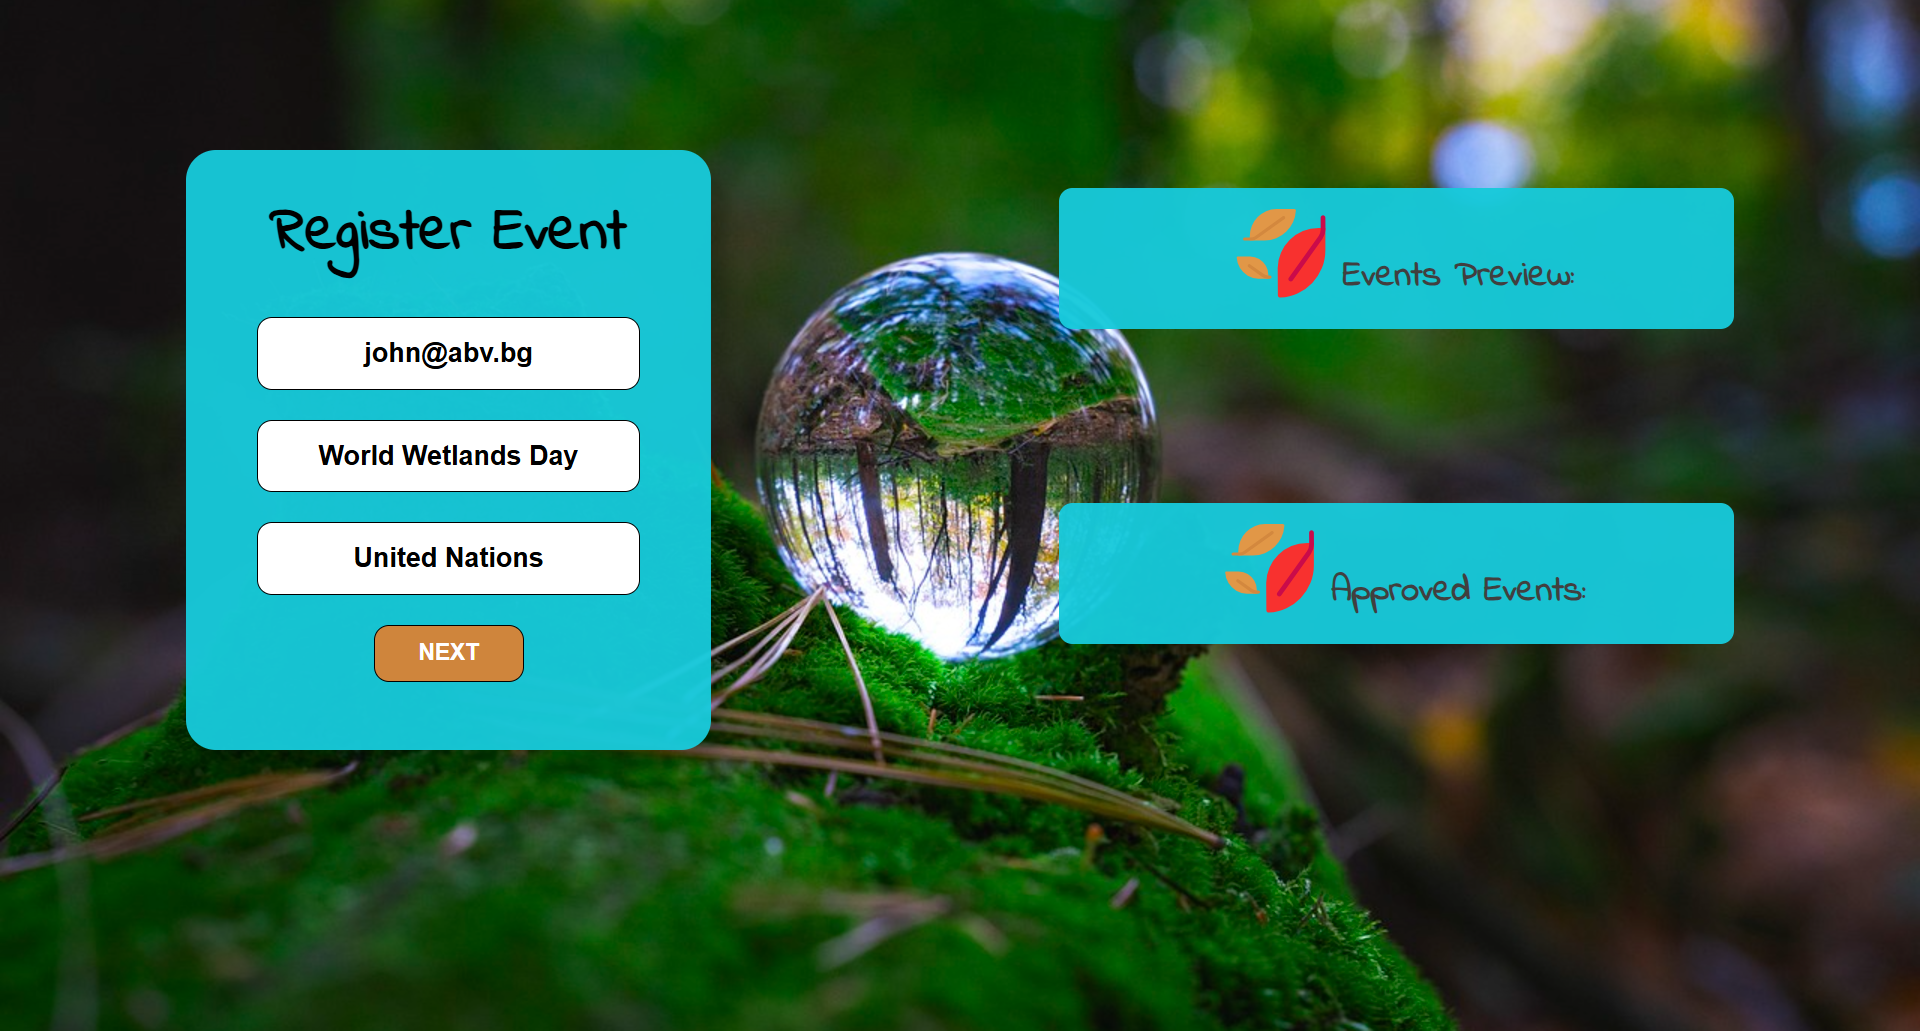 Register Event
john@abv.bg
World Wetlands Day
United Nations
NEXT
Events Preview:
Approved Events: